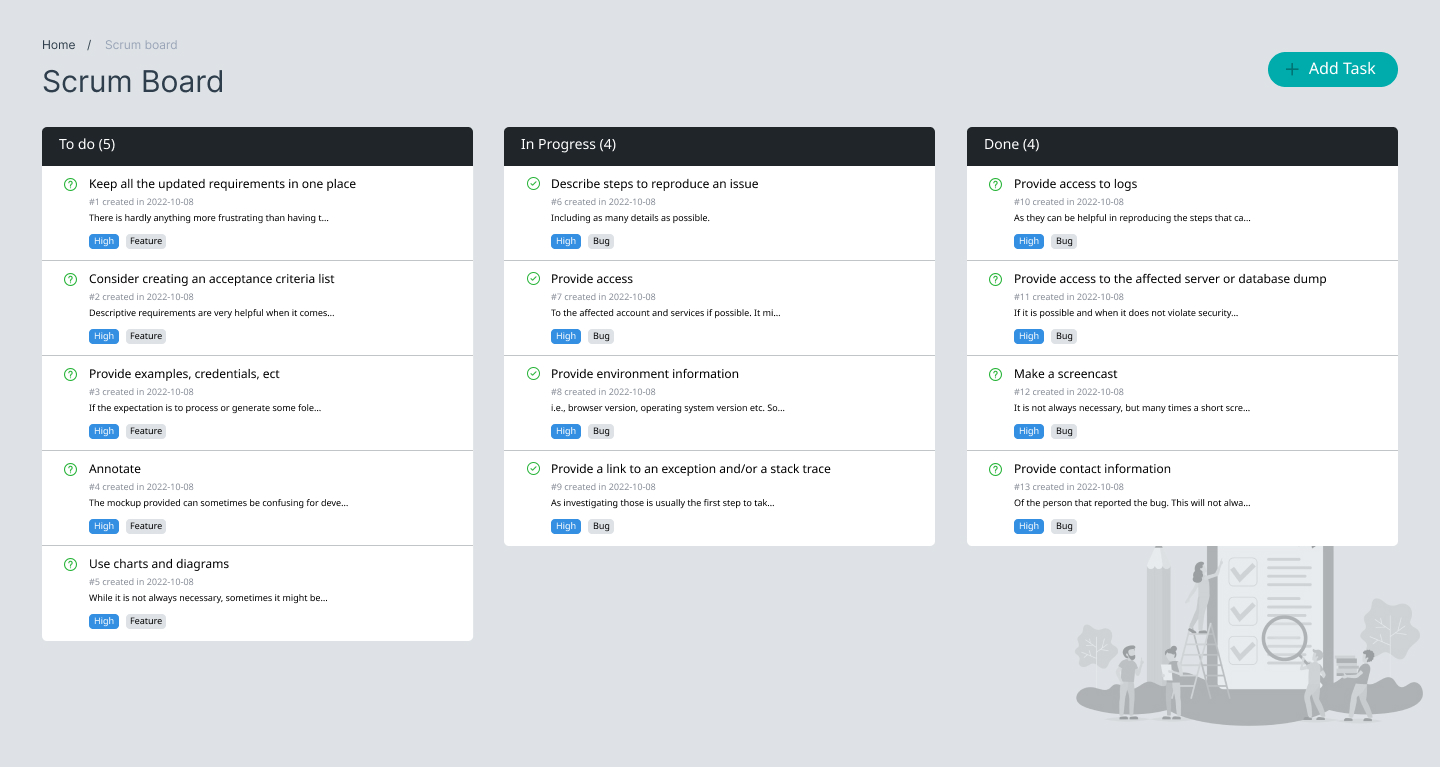 Home / Scrum board
Scrum Board
Add Task
To do (5)
Keep all the updated requirements in one place
#1 created in 2022-10-08
There is hardly anything more frustrating than having t...
High Feature
Consider creating an acceptance criteria list
#2 created in 2022-10-08
Descriptive requirements are very helpful when it comes...
High Feature
Provide examples, credentials, ect
#3 created in 2022-10-08
If the expectation is to process or generate some fole...
High Feature
Annotate
#4 created in 2022-10-08
The mockup provided can sometimes be confusing for deve...
High Feature
Use charts and diagrams
#5 created in 2022-10-08
While it is not always necessary, sometimes it might be...
High Feature
In Progress (4)
Describe steps to reproduce an issue
#6 created in 2022-10-08
Including as many details as possible.
High Bug
Provide access
#7 created in 2022-10-08
To the affected account and services if possible. It mi...
High Bug
Provide environment information
#8 created in 2022-10-08
i.e., browser version, operating system version etc. So...
High Bug
Provide a link to an exception and/or a stack trace
#9 created in 2022-10-08
As investigating those is usually the first step to tak...
High Bug
Done (4)
Provide access to logs
#10 created in 2022-10-08
As they can be helpful in reproducing the steps that ca...
High Bug
Provide access to the affected server or database dump
#11 created in 2022-10-08
If it is possible and when it does not violate security...
High Bug
Make a screencast
#12 created in 2022-10-08
It is not always necessary, but many times a short scre...
High Bug
Provide contact information
#13 created in 2022-10-08
Of the person that reported the bug. This will not alwa...
High Bug